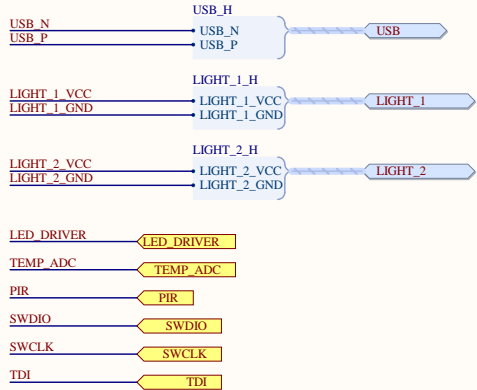 USB_H
USB_N USB_N USB
USB_P USB_P
LIGHT_1_H
LIGHT_1_VCC LIGHT_1_VCC LIGHT_1
LIGHT_1_GND LIGHT_1_GND
LIGHT_2_H
LIGHT_2_VCC LIGHT_2_VCC LIGHT_2
LIGHT_2_GND LIGHT_2_GND
LED_DRIVER LED_DRIVER
TEMP_ADC TEMP_ADC
PIR PIR
SWDIO SWDIO
SWCLK SWCLK
TDI TDI